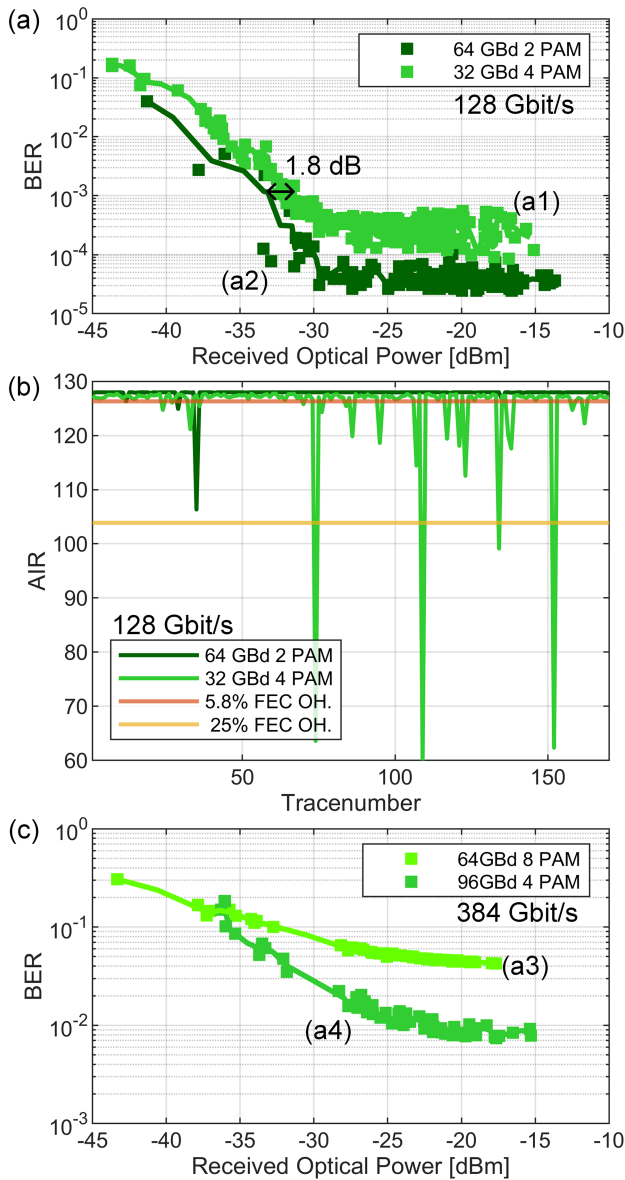 (a)
10^0
10^-1
10^-2
10^-3
10^-4
10^-5
BER
64 GBd 2 PAM
32 GBd 4 PAM
128 Gbit/s
1.8 dB
(a1)
(a2)
-45 -40 -35 -30 -25 -20 -15 -10
Received Optical Power [dBm]
(b)
130
120
110
100
90
80
70
60
AIR
128 Gbit/s
64 GBd 2 PAM
32 GBd 4 PAM
5.8% FEC OH.
25% FEC OH.
50 100 150
Tracenumber
(c)
10^0
10^-1
10^-2
10^-3
BER
64GBd 8 PAM
96GBd 4 PAM
384 Gbit/s
(a3)
(a4)
-45 -40 -35 -30 -25 -20 -15 -10
Received Optical Power [dBm]